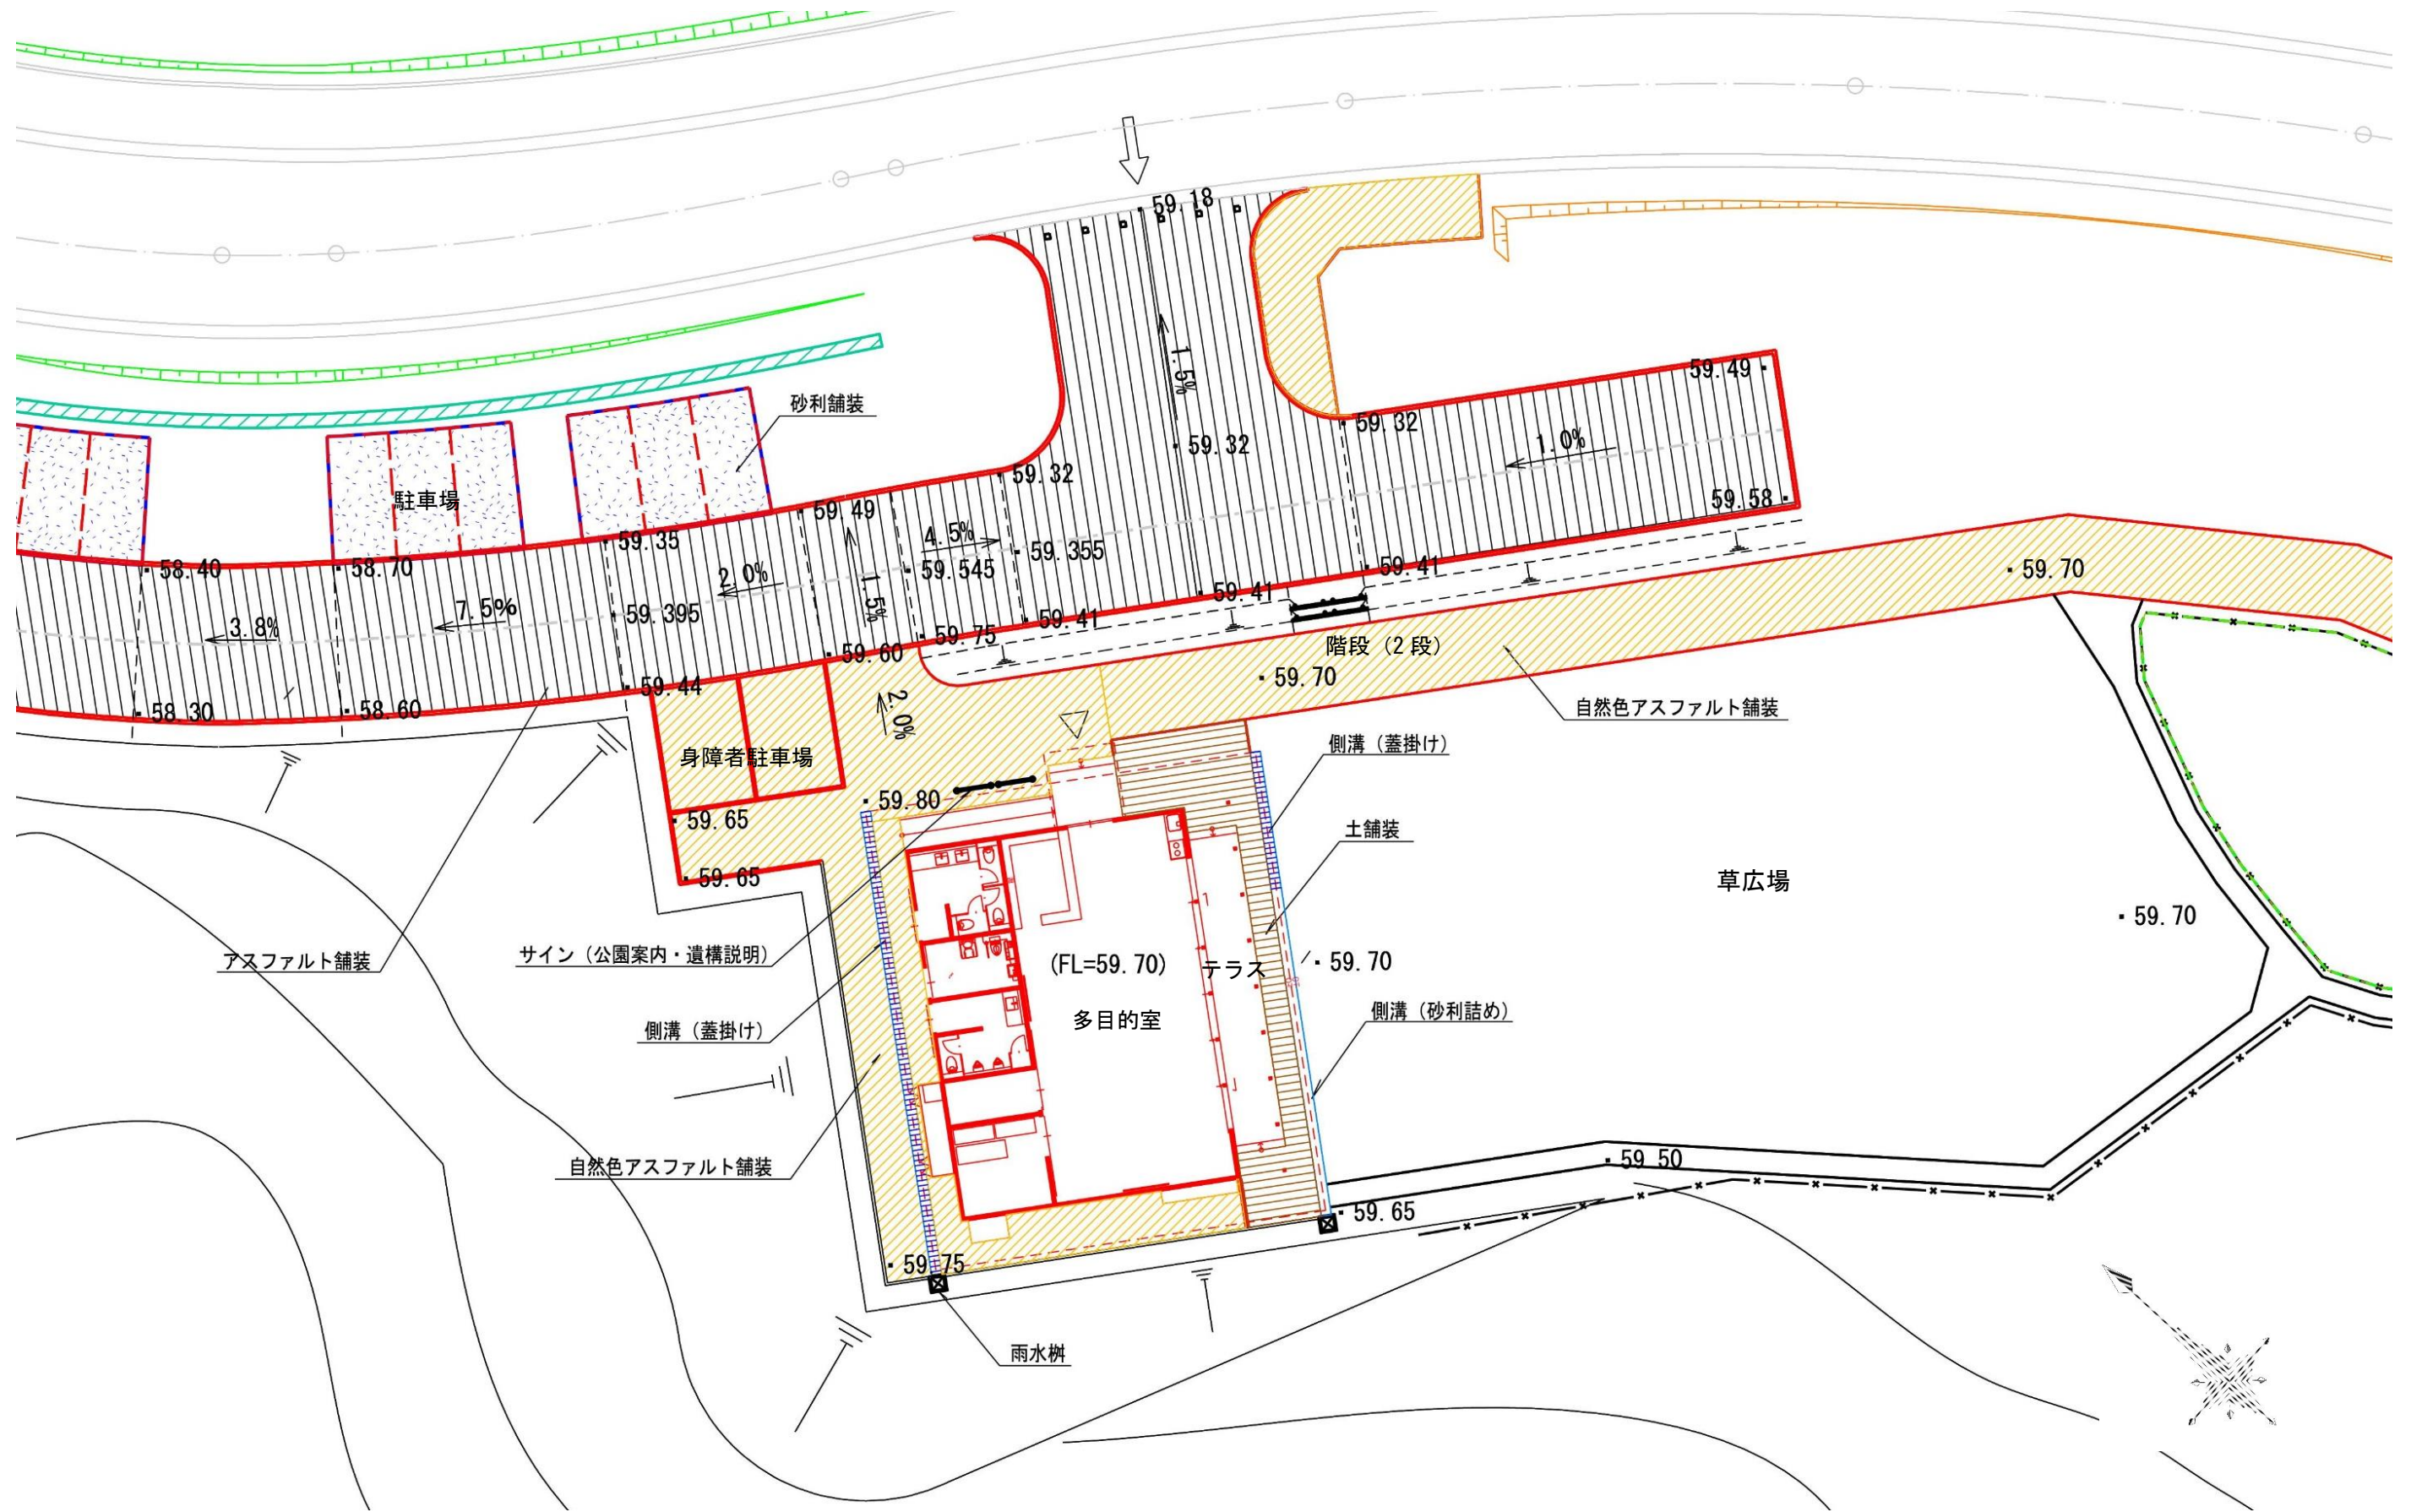 59.18
1.5%
砂利舗装
59.49
59.32
59.32
1.0%
59.32
59.58
駐車場
59.49
59.35
4.5%
59.355
59.545
59.41
58.40
58.70
2.0%
1.5%
59.41
59.70
59.395
7.5%
3.8%
59.41
59.75
59.60
階段（2段）
59.44
59.70
58.30
58.60
2.0%
自然色アスファルト舗装
側溝（蓋掛け）
身障者駐車場
59.80
59.65
土舗装
59.65
草広場
59.70
サイン（公園案内・遺構説明）
アスファルト舗装
(FL=59.70)
テラス
59.70
側溝（砂利詰め）
多目的室
側溝（蓋掛け）
59.50
自然色アスファルト舗装
59.65
59.75
雨水桝